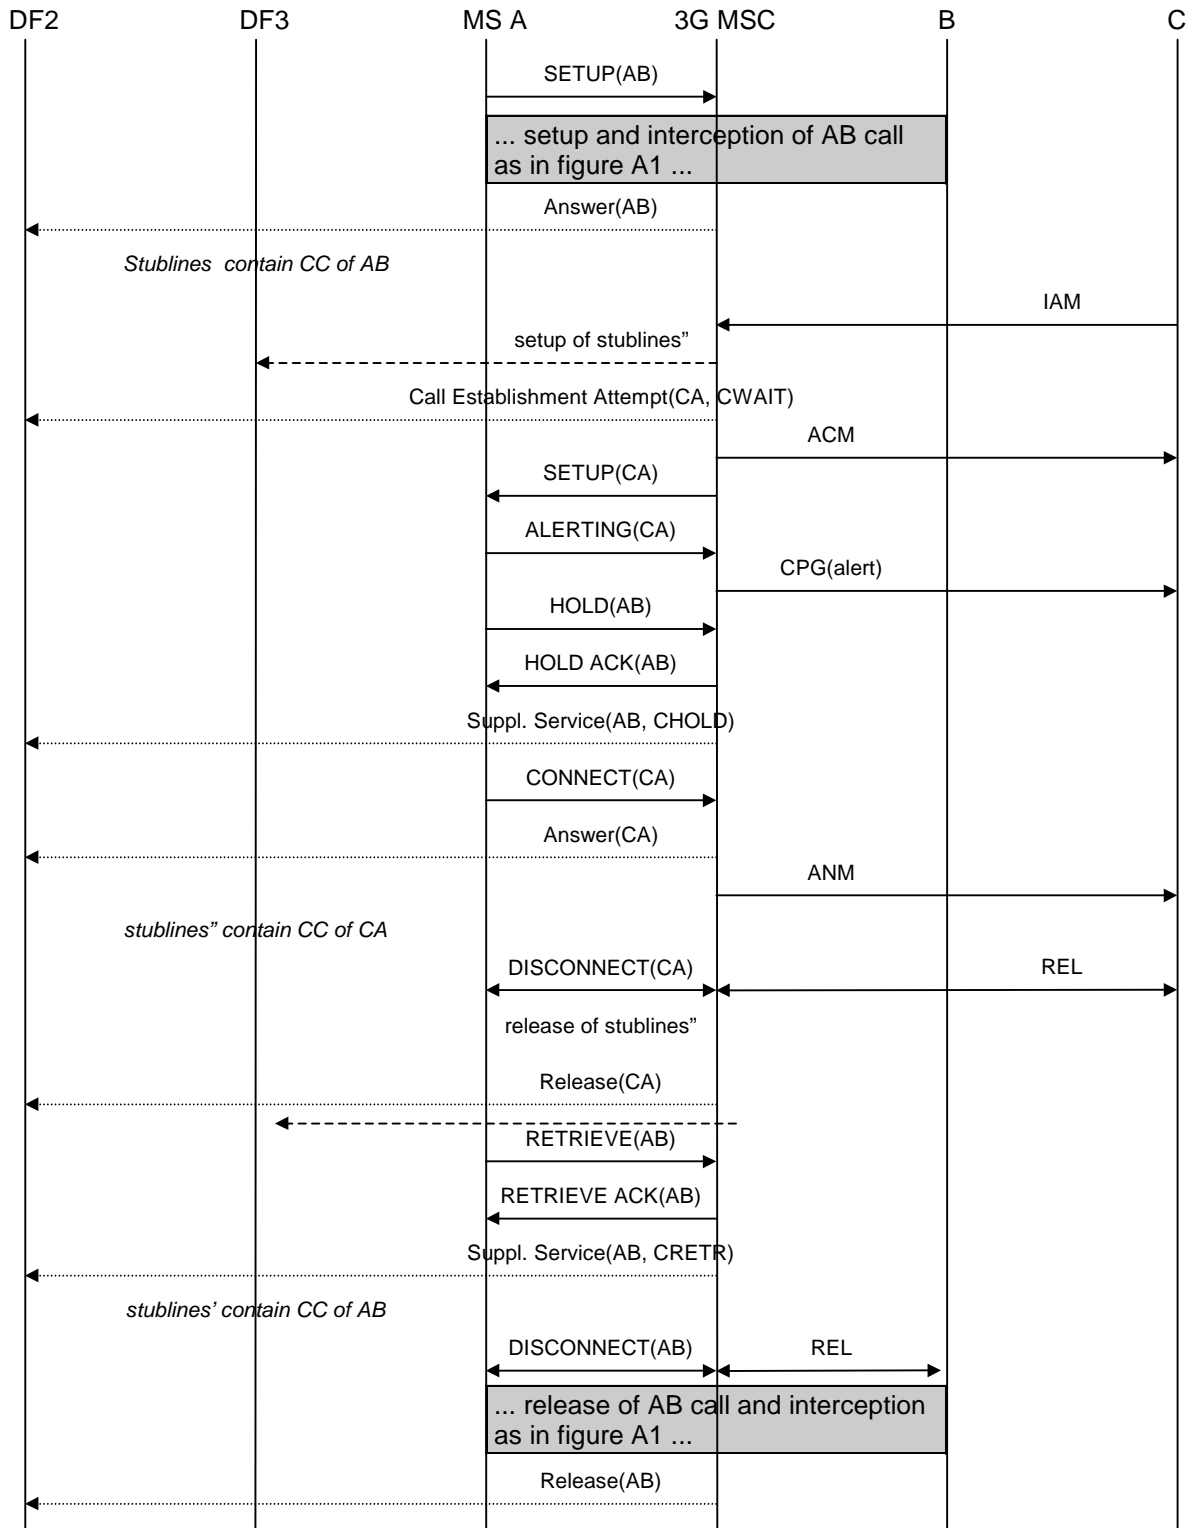 DF2 DF3 MS A 3G MSC B C
SETUP(AB)
... setup and interception of AB call
as in figure A1 ...
Answer(AB)
Stublines  contain CC of AB
IAM
setup of stublines”
Call Establishment Attempt(CA, CWAIT)
ACM
SETUP(CA)
ALERTING(CA)
CPG(alert)
HOLD(AB)
HOLD ACK(AB)
Suppl. Service(AB, CHOLD)
CONNECT(CA)
Answer(CA)
ANM
stublines” contain CC of CA
DISCONNECT(CA) REL
release of stublines”
Release(CA)
RETRIEVE(AB)
RETRIEVE ACK(AB)
Suppl. Service(AB, CRETR)
stublines’ contain CC of AB
DISCONNECT(AB) REL
... release of AB call and interception
as in figure A1 ...
Release(AB)